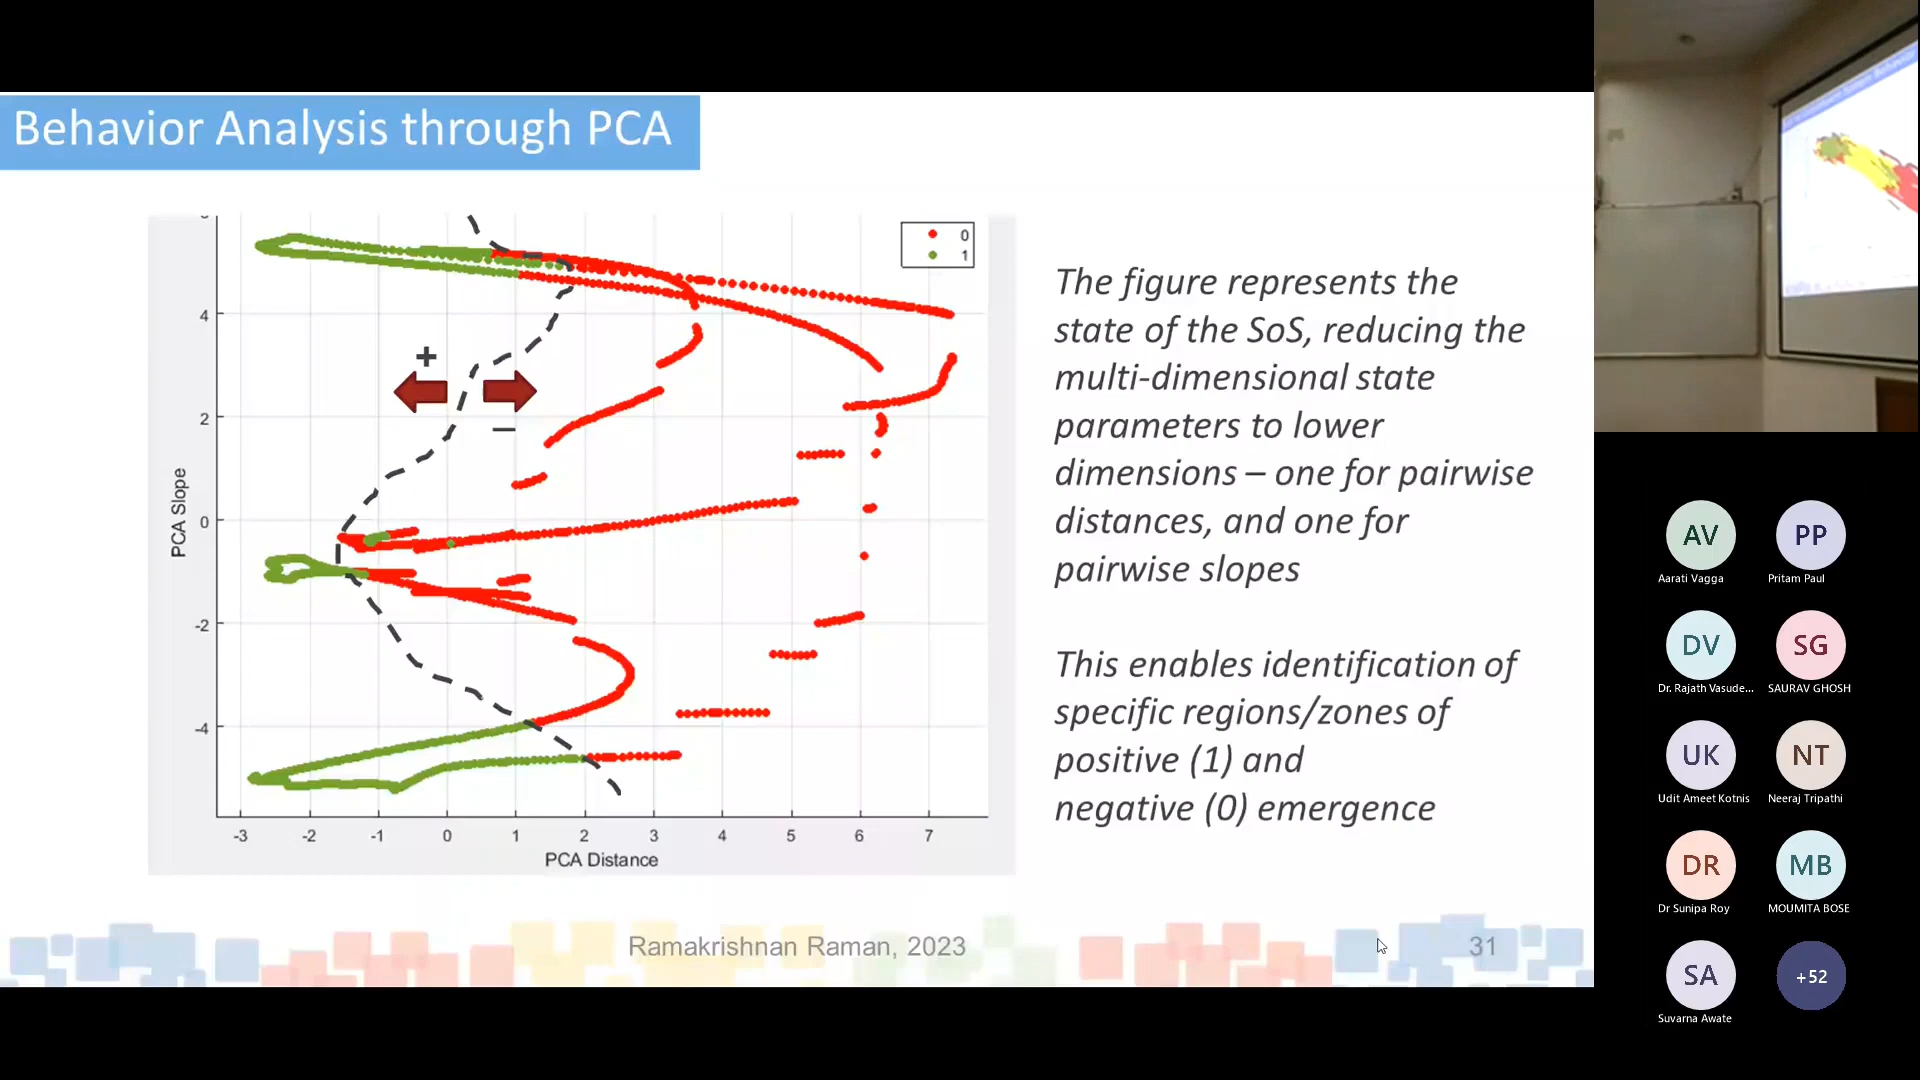 Behavior Analysis through PCA
0
1
+
–
4
2
0
-2
-4
PCA Slope
-3 -2 -1 0 1 2 3 4 5 6 7
PCA Distance
The figure represents the
state of the SoS, reducing the
multi-dimensional state
parameters to lower
dimensions – one for pairwise
distances, and one for
pairwise slopes
This enables identification of
specific regions/zones of
positive (1) and
negative (0) emergence
Ramakrishnan Raman, 2023
31
AV
Aarati Vagga
PP
Pritam Paul
DV
Dr. Rajath Vasude...
SG
SAURAV GHOSH
UK
Udit Ameet Kotnis
NT
Neeraj Tripathi
DR
Dr Sunipa Roy
MB
MOUMITA BOSE
SA
Suvarna Awate
+52